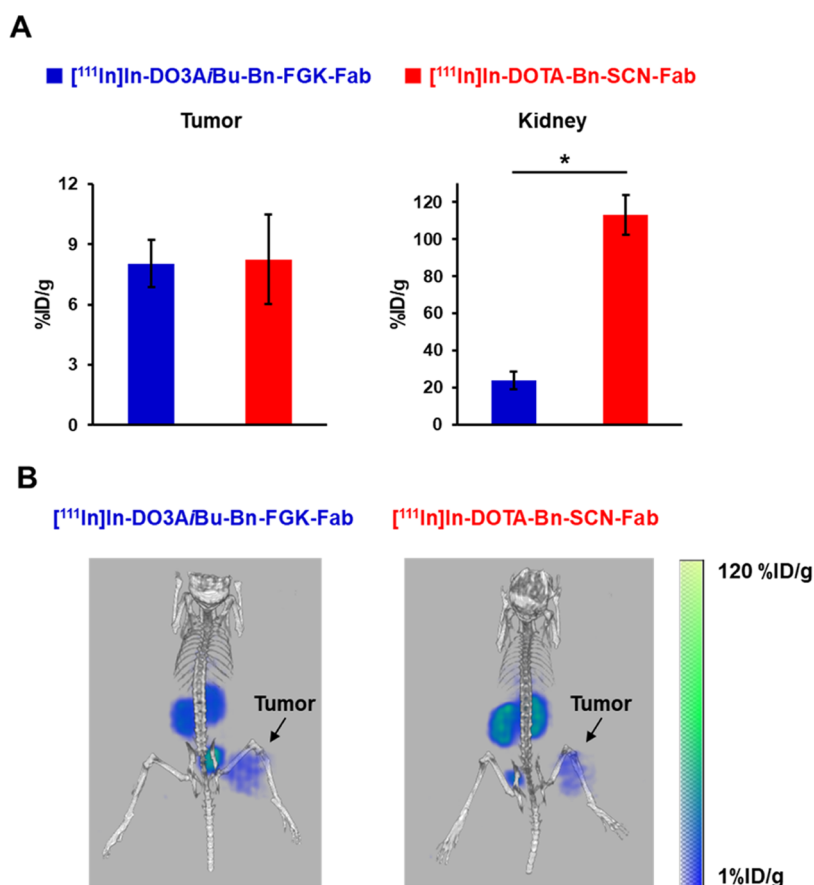 A
[¹¹¹In]In-DO3AiBu-Bn-FGK-Fab [¹¹¹In]In-DOTA-Bn-SCN-Fab
Tumor Kidney
*
12
9
6
3
0
%ID/g
120
100
80
60
40
20
0
%ID/g
B
[¹¹¹In]In-DO3AiBu-Bn-FGK-Fab [¹¹¹In]In-DOTA-Bn-SCN-Fab
120 %ID/g
Tumor Tumor
1%ID/g